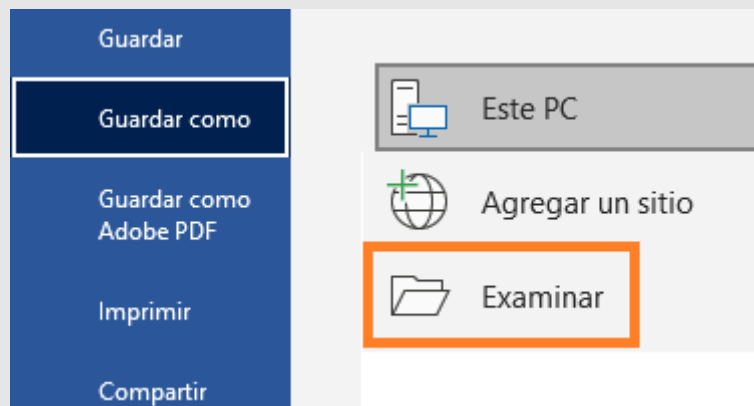 Guardar
Guardar como
Guardar como
Adobe PDF
Imprimir
Compartir
Este PC
Agregar un sitio
Examinar